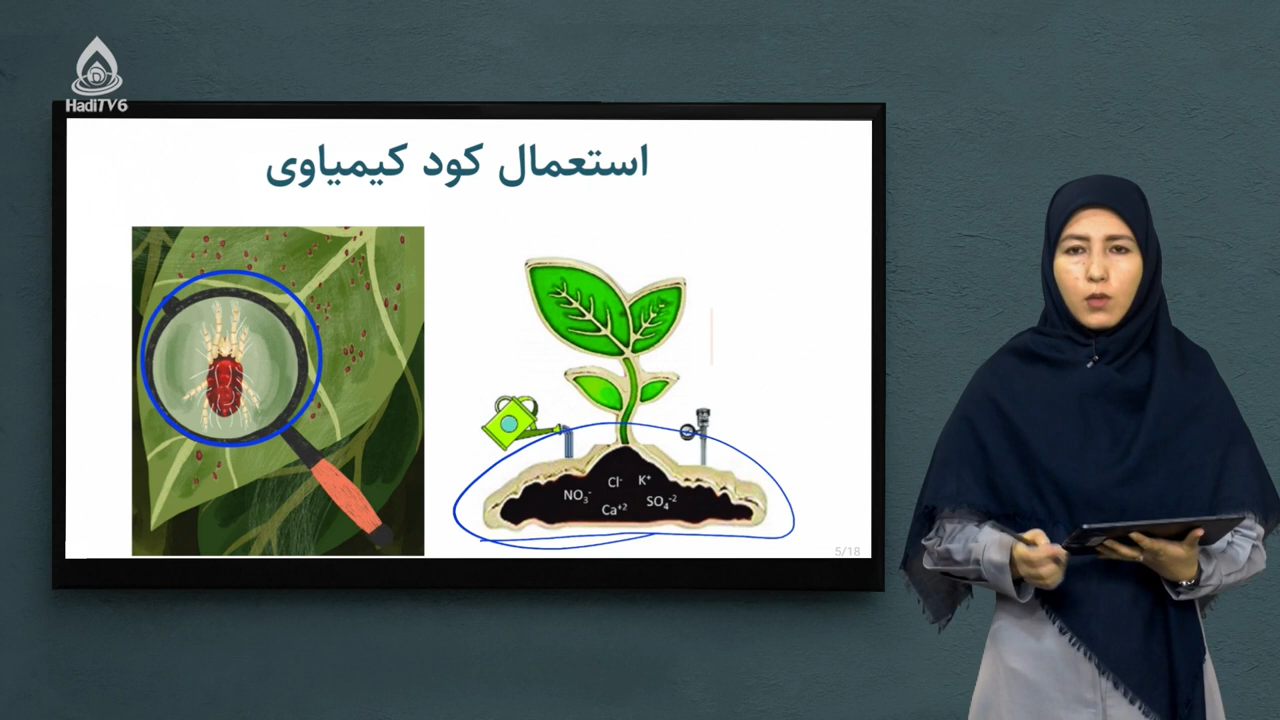 HadiTV6
استعمال کود کیمیاوی
Cl⁻ K⁺
NO₃⁻ SO₄⁻²
Ca⁺²
5/18